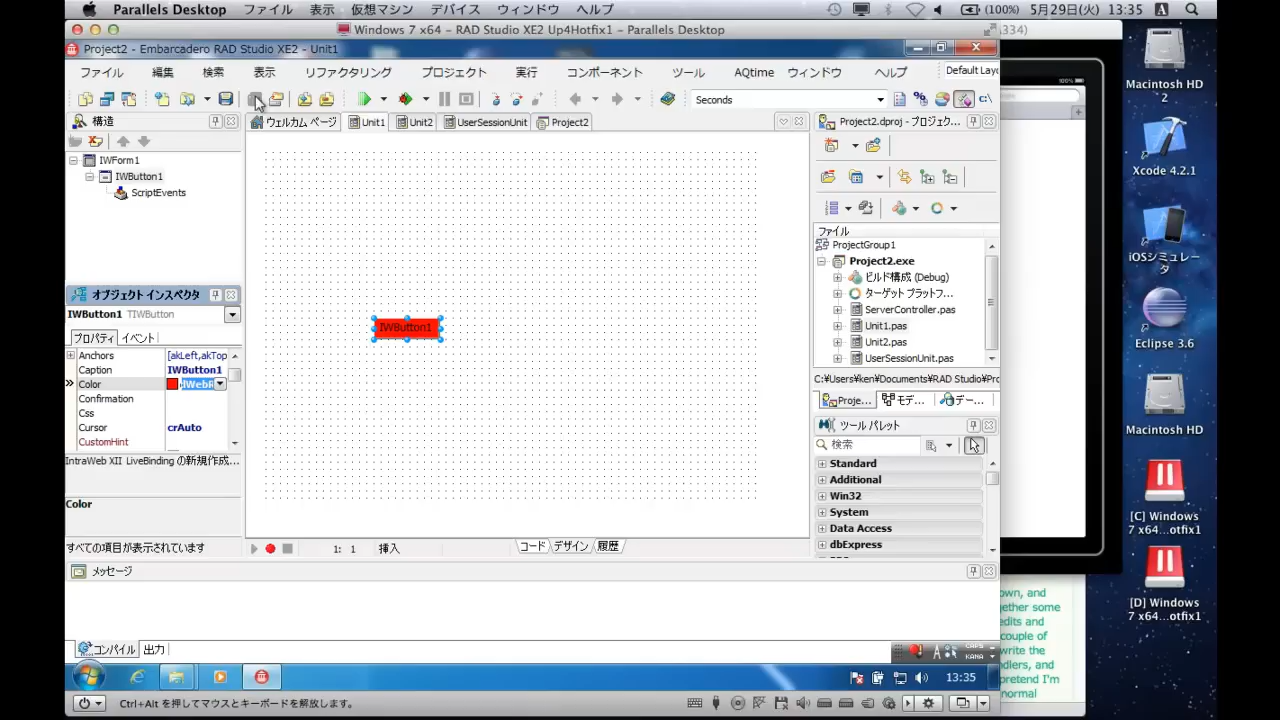 Parallels Desktop ファイル 表示 仮想マシン デバイス ウィンドウ ヘルプ (100%) 5月29日(火) 13:35 A
Windows 7 x64 – RAD Studio XE2 Up4Hotfix1 – Parallels Desktop
334)
Project2 - Embarcadero RAD Studio XE2 - Unit1
ファイル 編集 検索 表示 リファクタリング プロジェクト 実行 コンポーネント ツール AQtime ウィンドウ ヘルプ Default Layo
Seconds
構造
ウェルカム ページ Unit1 Unit2 UserSessionUnit Project2
Project2.dproj - プロジェク...
IWForm1
IWButton1
ScriptEvents
オブジェクト インスペクタ
IWButton1 TIWButton
プロパティ イベント
Anchors [akLeft,akTop
Caption IWButton1
Color
Confirmation
Css
Cursor crAuto
CustomHint
IntraWeb XII LiveBinding の新規作成...
Color
すべての項目が表示されています
IWButton1
1: 1 挿入
コード デザイン 履歴
ファイル
ProjectGroup1
Project2.exe
ビルド構成 (Debug)
ターゲット プラットフ...
ServerController.pas
Unit1.pas
Unit2.pas
UserSessionUnit.pas
C:¥Users¥ken¥Documents¥RAD Studio¥Pro
Proje... モデ... デー...
ツール パレット
検索
Standard
Additional
Win32
System
Data Access
dbExpress
メッセージ
コンパイル 出力
A CAPS
KANA
13:35
Ctrl+Alt を押してマウスとキーボードを解放します。
100%
own, and
ether some
edits and
couple of
write the
ndlers, and
pretend I'm
normal
Macintosh HD
2
Xcode 4.2.1
iOSシミュレー
タ
Eclipse 3.6
Macintosh HD
[C] Windows
7 x64...otfix1
[D] Windows
7 x64...otfix1